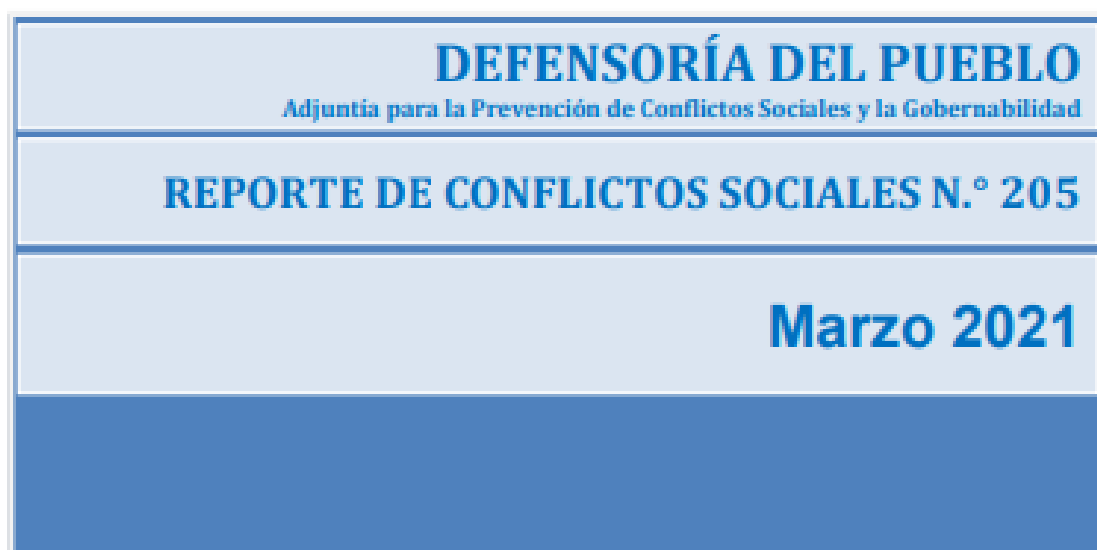 DEFENSORÍA DEL PUEBLO
Adjuntía para la Prevención de Conflictos Sociales y la Gobernabilidad
REPORTE DE CONFLICTOS SOCIALES N.° 205
Marzo 2021